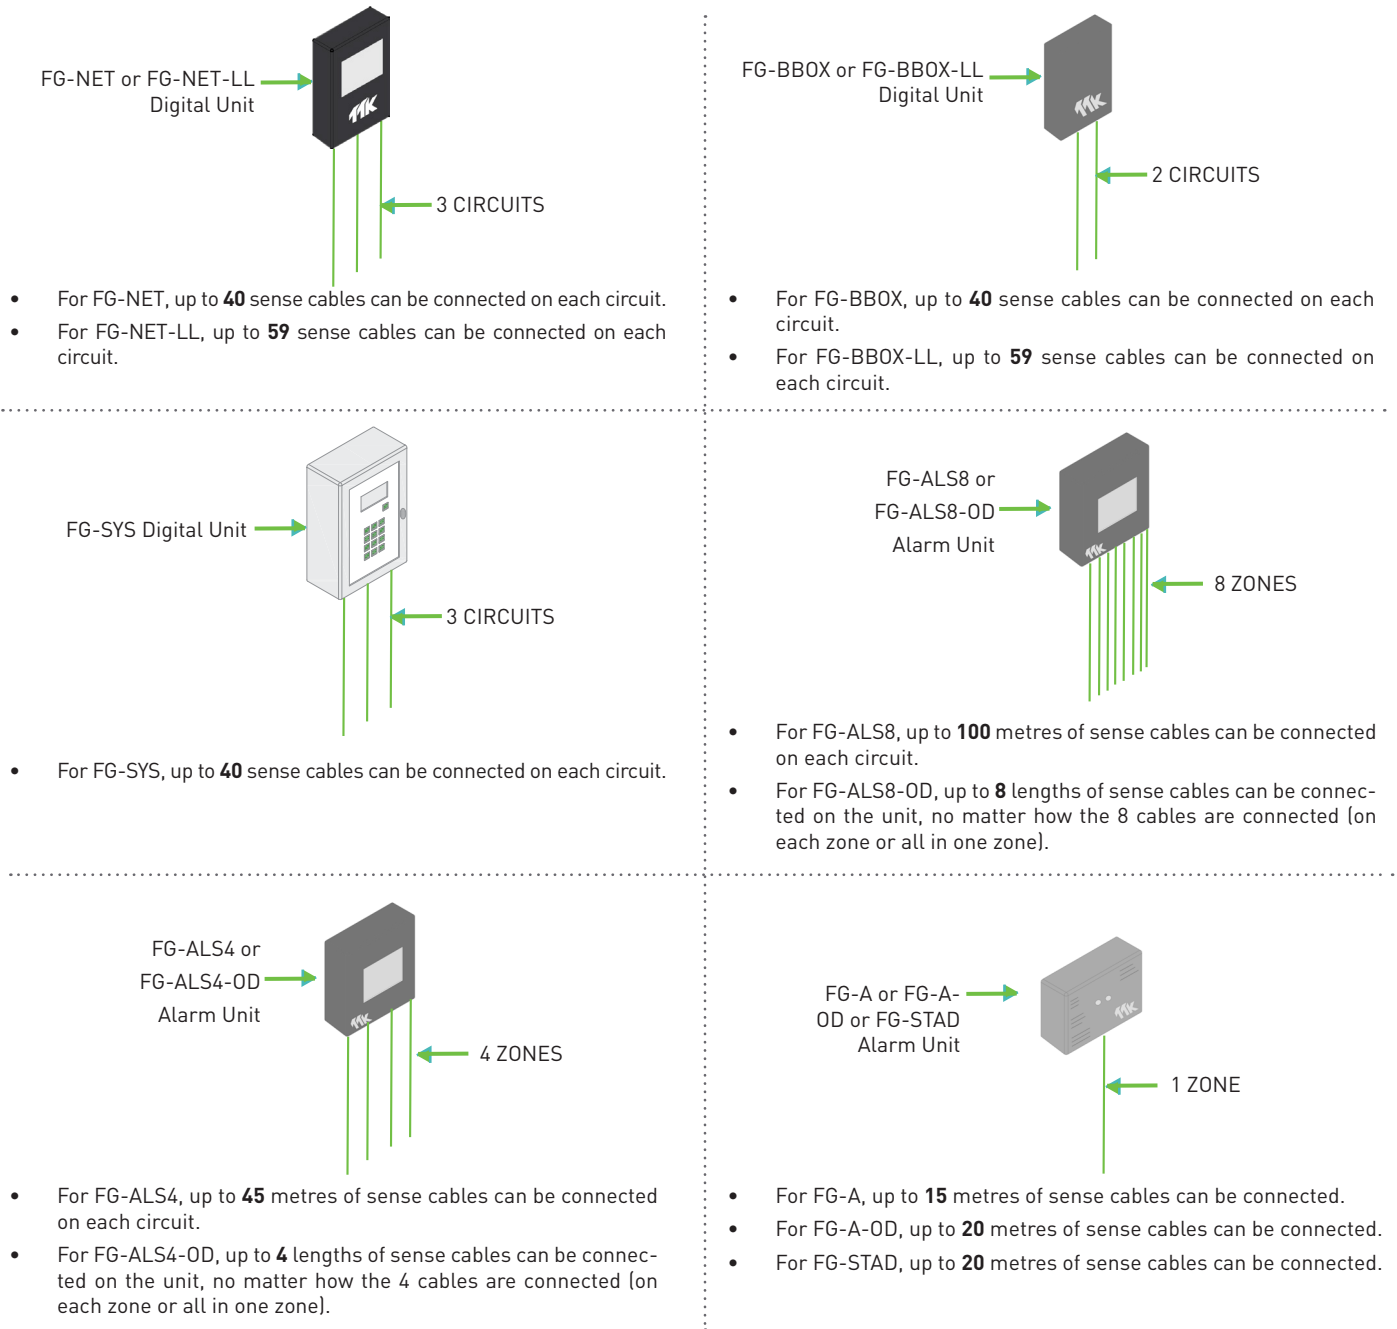 FG-NET or FG-NET-LL
Digital Unit
TTK
3 CIRCUITS
• For FG-NET, up to 40 sense cables can be connected on each circuit.
• For FG-NET-LL, up to 59 sense cables can be connected on each
circuit.
FG-BBOX or FG-BBOX-LL
Digital Unit
TTK
2 CIRCUITS
• For FG-BBOX, up to 40 sense cables can be connected on each
circuit.
• For FG-BBOX-LL, up to 59 sense cables can be connected on
each circuit.
FG-SYS Digital Unit
3 CIRCUITS
• For FG-SYS, up to 40 sense cables can be connected on each circuit.
FG-ALS8 or
FG-ALS8-OD
Alarm Unit
TTK
8 ZONES
• For FG-ALS8, up to 100 metres of sense cables can be connected
on each circuit.
• For FG-ALS8-OD, up to 8 lengths of sense cables can be connec-
ted on the unit, no matter how the 8 cables are connected (on
each zone or all in one zone).
FG-ALS4 or
FG-ALS4-OD
Alarm Unit
TTK
4 ZONES
• For FG-ALS4, up to 45 metres of sense cables can be connected
on each circuit.
• For FG-ALS4-OD, up to 4 lengths of sense cables can be connec-
ted on the unit, no matter how the 4 cables are connected (on
each zone or all in one zone).
FG-A or FG-A-
OD or FG-STAD
Alarm Unit
TTK
1 ZONE
• For FG-A, up to 15 metres of sense cables can be connected.
• For FG-A-OD, up to 20 metres of sense cables can be connected.
• For FG-STAD, up to 20 metres of sense cables can be connected.